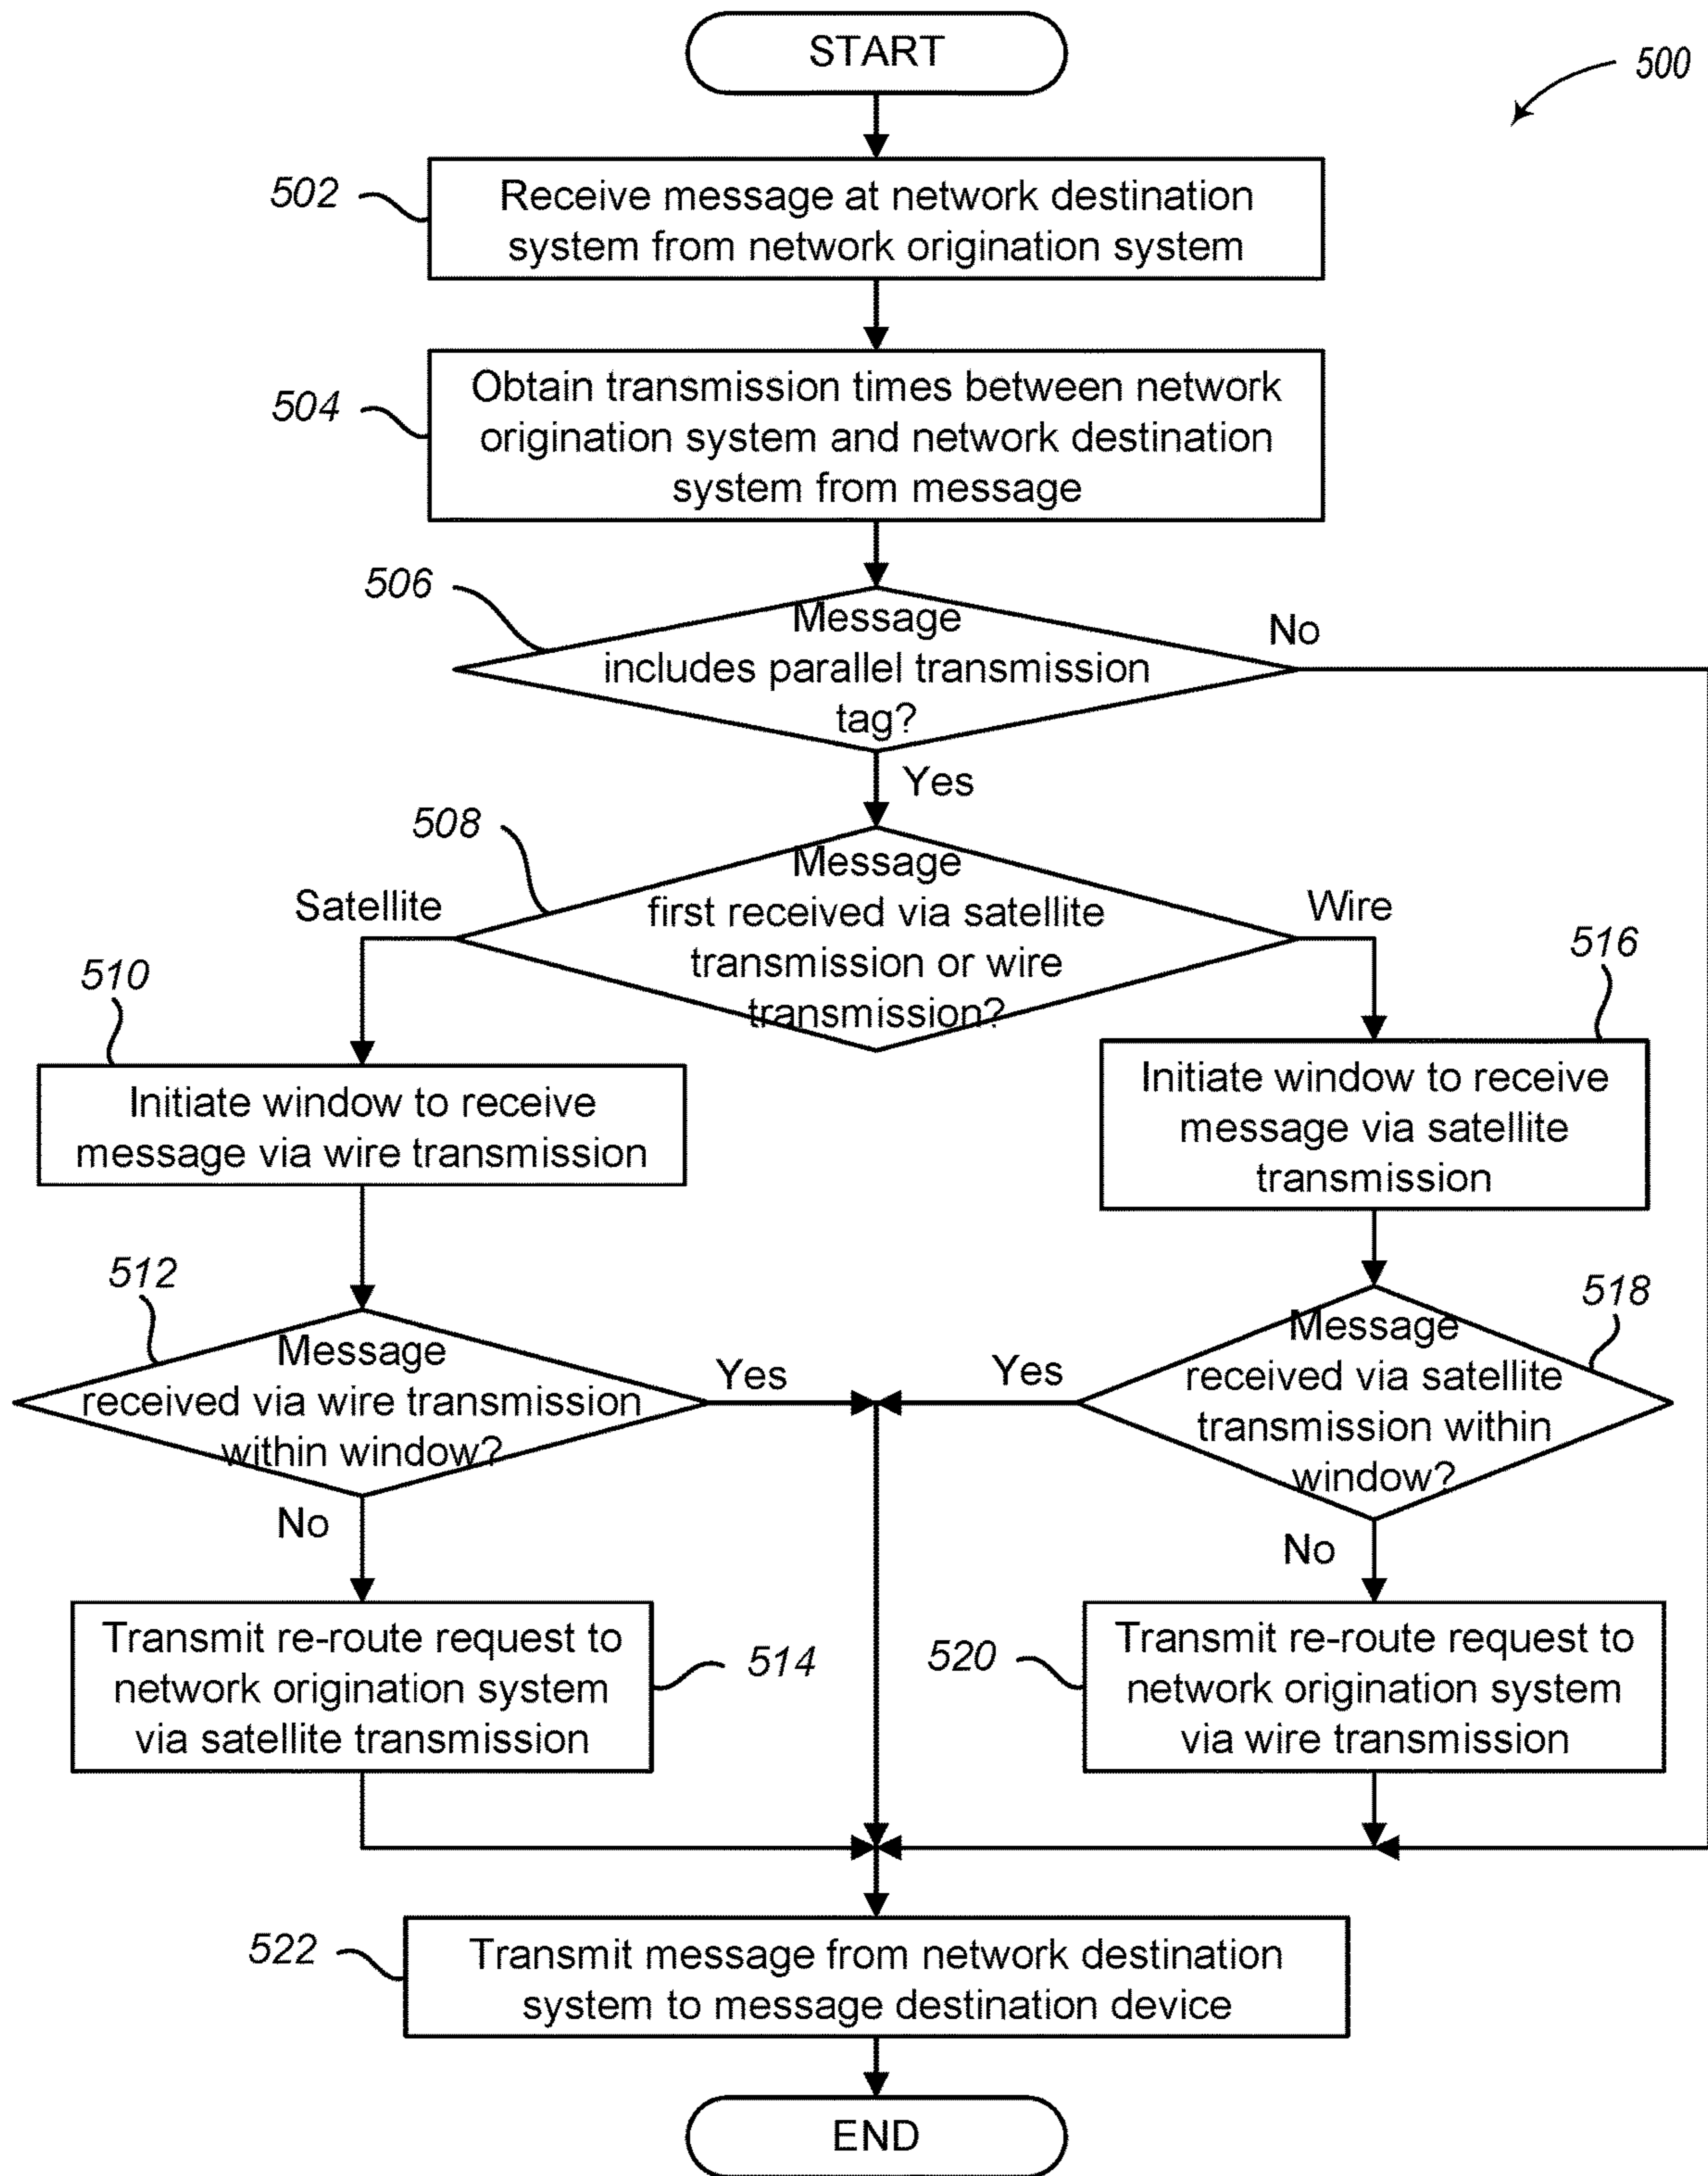 START
500
502
Receive message at network destination
system from network origination system
504
Obtain transmission times between network
origination system and network destination
system from message
506
Message
includes parallel transmission
tag?
No
Yes
508
Message
first received via satellite
transmission or wire
transmission?
Satellite
Wire
510
Initiate window to receive
message via wire transmission
516
Initiate window to receive
message via satellite
transmission
512
Message
received via wire transmission
within window?
Yes
No
518
Message
received via satellite
transmission within
window?
Yes
No
Transmit re-route request to
network origination system
via satellite transmission
514
520
Transmit re-route request to
network origination system
via wire transmission
522
Transmit message from network destination
system to message destination device
END